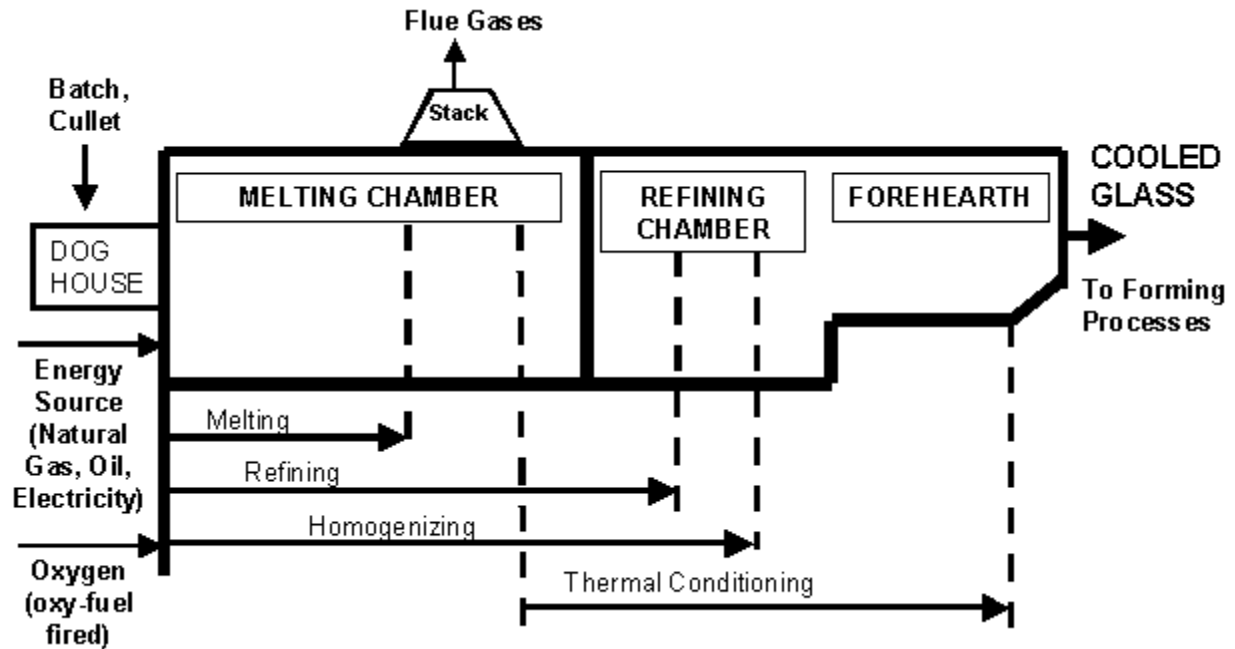 Flue Gases
Batch,
Cullet
Stack
MELTING CHAMBER
REFINING
CHAMBER
FOREHEARTH
COOLED
GLASS
DOG
HOUSE
To Forming
Processes
Energy
Source
(Natural
Gas, Oil,
Electricity)
Melting
Refining
Homogenizing
Oxygen
(oxy-fuel
fired)
Thermal Conditioning